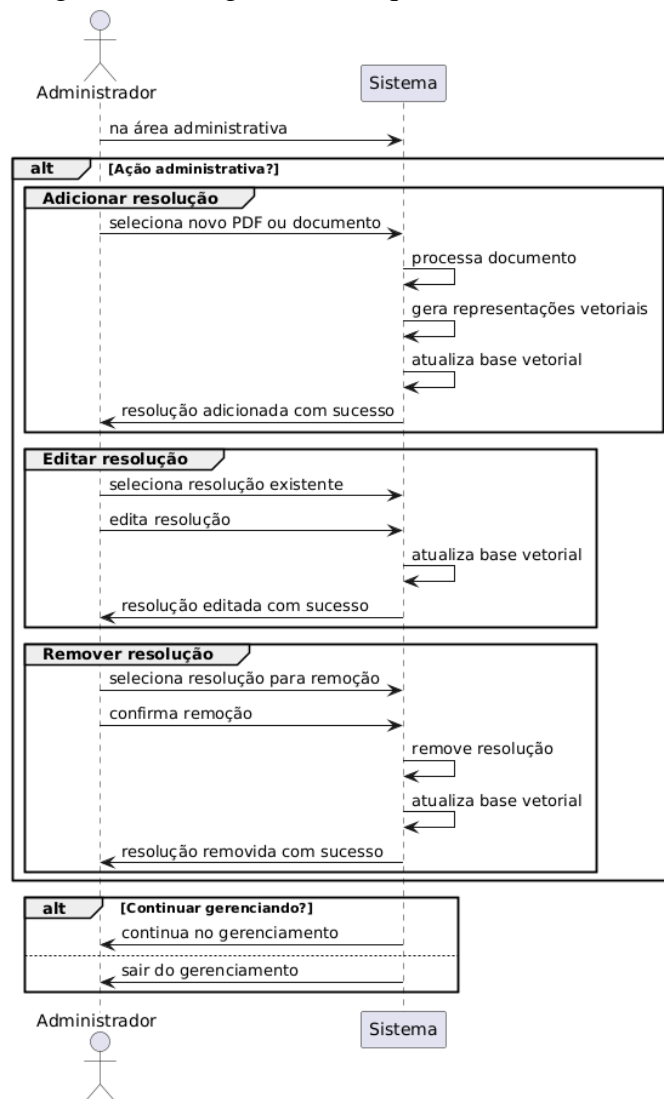 Administrador
Sistema
na área administrativa
alt [Ação administrativa?]
Adicionar resolução
seleciona novo PDF ou documento
processa documento
gera representações vetoriais
atualiza base vetorial
resolução adicionada com sucesso
Editar resolução
seleciona resolução existente
edita resolução
atualiza base vetorial
resolução editada com sucesso
Remover resolução
seleciona resolução para remoção
confirma remoção
remove resolução
atualiza base vetorial
resolução removida com sucesso
alt [Continuar gerenciando?]
continua no gerenciamento
sair do gerenciamento
Administrador
Sistema